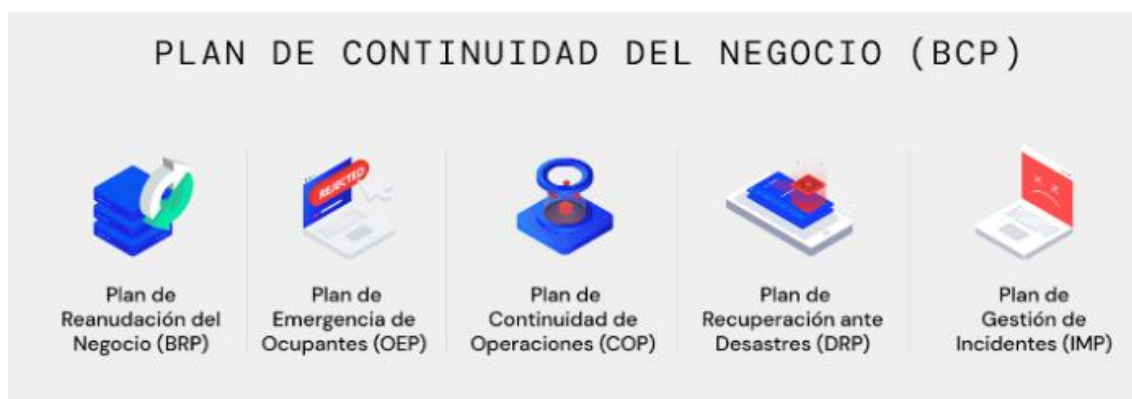 PLAN DE CONTINUIDAD DEL NEGOCIO (BCP)
REJECTED
Plan de
Reanudación del
Negocio (BRP)
Plan de
Emergencia de
Ocupantes (OEP)
Plan de
Continuidad de
Operaciones (COP)
Plan de
Recuperación ante
Desastres (DRP)
Plan de
Gestión de
Incidentes (IMP)